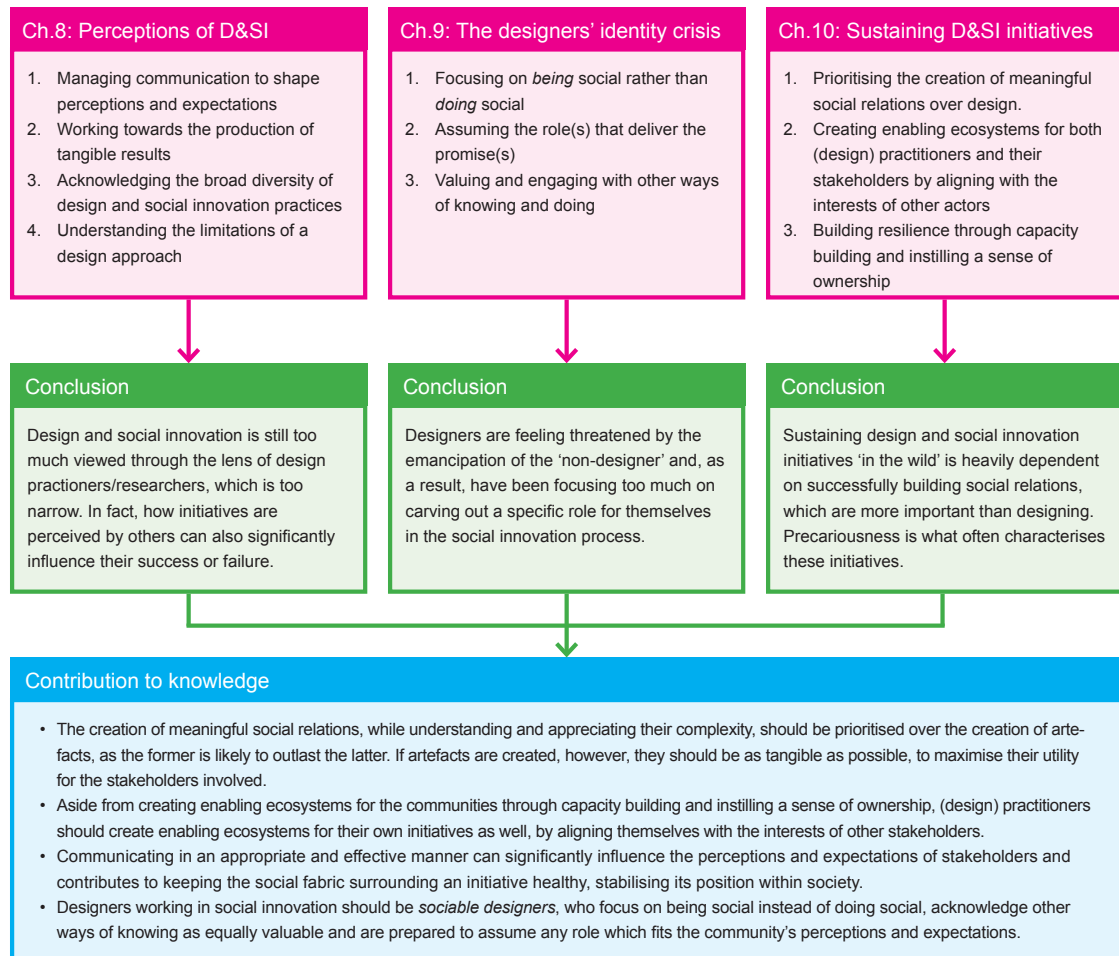 Ch.8: Perceptions of D&SI
1. Managing communication to shape
perceptions and expectations
2. Working towards the production of
tangible results
3. Acknowledging the broad diversity of
design and social innovation practices
4. Understanding the limitations of a
design approach
Ch.9: The designers' identity crisis
1. Focusing on being social rather than
doing social
2. Assuming the role(s) that deliver the
promise(s)
3. Valuing and engaging with other ways
of knowing and doing
Ch.10: Sustaining D&SI initiatives
1. Prioritising the creation of meaningful
social relations over design.
2. Creating enabling ecosystems for both
(design) practitioners and their
stakeholders by aligning with the
interests of other actors
3. Building resilience through capacity
building and instilling a sense of
ownership
Conclusion
Design and social innovation is still too
much viewed through the lens of design
practioners/researchers, which is too
narrow. In fact, how initiatives are
perceived by others can also significantly
influence their success or failure.
Conclusion
Designers are feeling threatened by the
emancipation of the 'non-designer' and, as
a result, have been focusing too much on
carving out a specific role for themselves
in the social innovation process.
Conclusion
Sustaining design and social innovation
initiatives 'in the wild' is heavily dependent
on successfully building social relations,
which are more important than designing.
Precariousness is what often characterises
these initiatives.
Contribution to knowledge
• The creation of meaningful social relations, while understanding and appreciating their complexity, should be prioritised over the creation of arte-
facts, as the former is likely to outlast the latter. If artefacts are created, however, they should be as tangible as possible, to maximise their utility
for the stakeholders involved.
• Aside from creating enabling ecosystems for the communities through capacity building and instilling a sense of ownership, (design) practitioners
should create enabling ecosystems for their own initiatives as well, by aligning themselves with the interests of other stakeholders.
• Communicating in an appropriate and effective manner can significantly influence the perceptions and expectations of stakeholders and
contributes to keeping the social fabric surrounding an initiative healthy, stabilising its position within society.
• Designers working in social innovation should be sociable designers, who focus on being social instead of doing social, acknowledge other
ways of knowing as equally valuable and are prepared to assume any role which fits the community's perceptions and expectations.